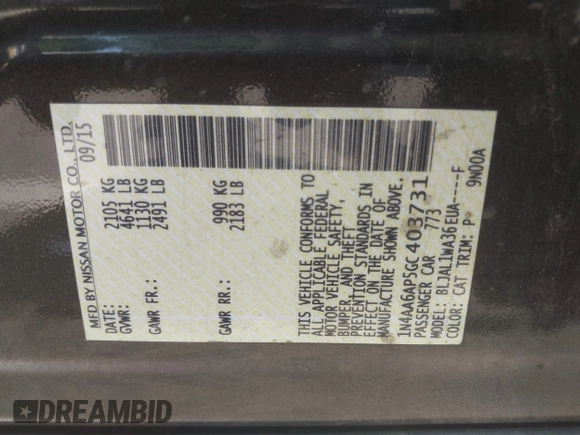 MFD BY NISSAN MOTOR CO., LTD.
DATE: 09/15
GVWR: 2105 KG
4641 LB
GAWR FR: 1130 KG
2491 LB
GAWR RR: 990 KG
2183 LB
THIS VEHICLE CONFORMS TO
ALL APPLICABLE FEDERAL
MOTOR VEHICLE SAFETY,
BUMPER, AND THEFT
PREVENTION STANDARDS IN
EFFECT ON THE DATE OF
MANUFACTURE SHOWN ABOVE.
1N4AA6AP5GC403731
PASSENGER CAR 773
MODEL: BLJALLWA36EUA----F
COLOR: CAT TRIM: P 9N00A
DREAMBID